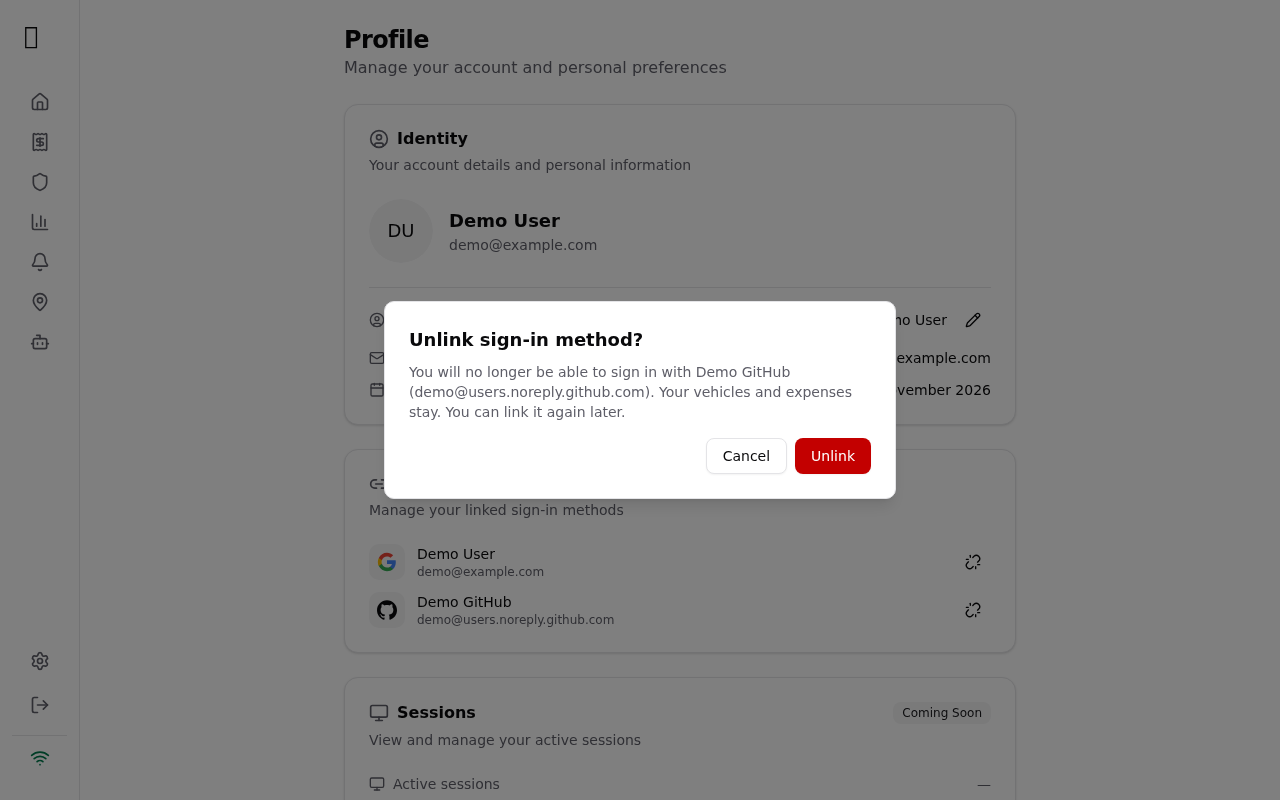 Profile
Manage your account and personal preferences
Identity
Your account details and personal information
DU
Demo User
demo@example.com
no User
example.com
vember 2026
Unlink sign-in method?
You will no longer be able to sign in with Demo GitHub
(demo@users.noreply.github.com). Your vehicles and expenses
stay. You can link it again later.
Cancel
Unlink
Manage your linked sign-in methods
Demo User
demo@example.com
Demo GitHub
demo@users.noreply.github.com
Sessions
Coming Soon
View and manage your active sessions
Active sessions
—